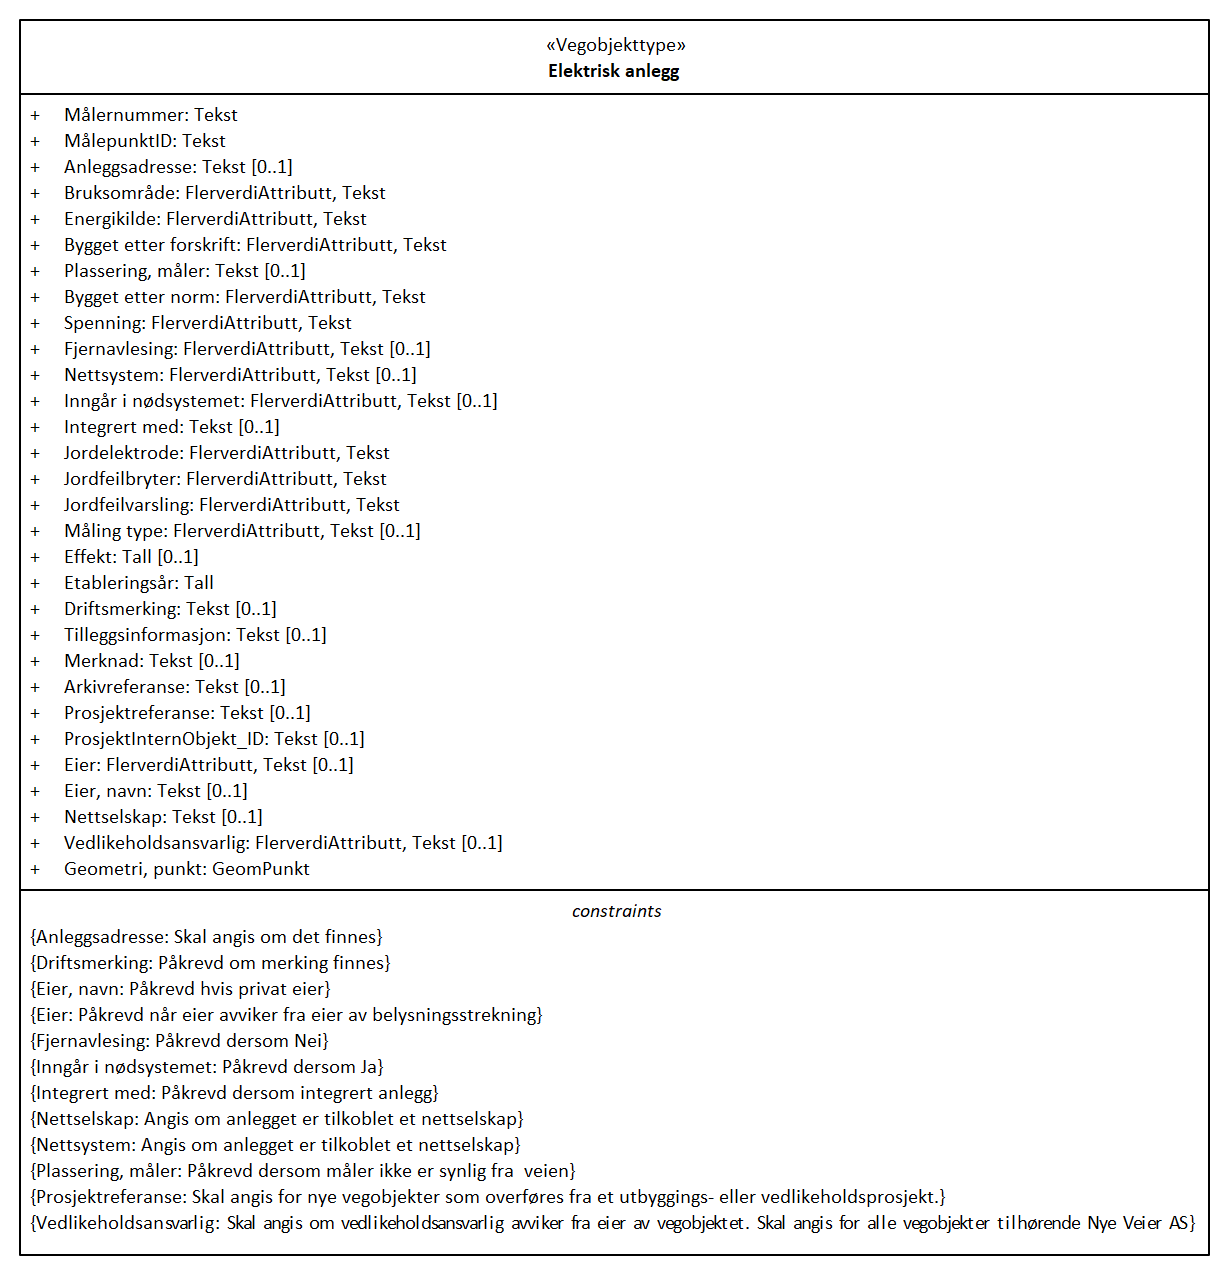 «Vegobjekttype»
Elektrisk anlegg
+ Målernummer: Tekst
+ MålepunktID: Tekst
+ Anleggsadresse: Tekst [0..1]
+ Bruksområde: FlerverdiAttributt, Tekst
+ Energikilde: FlerverdiAttributt, Tekst
+ Bygget etter forskrift: FlerverdiAttributt, Tekst
+ Plassering, måler: Tekst [0..1]
+ Bygget etter norm: FlerverdiAttributt, Tekst
+ Spenning: FlerverdiAttributt, Tekst
+ Fjernavlesing: FlerverdiAttributt, Tekst [0..1]
+ Nettsystem: FlerverdiAttributt, Tekst [0..1]
+ Inngår i nødsystemet: FlerverdiAttributt, Tekst [0..1]
+ Integrert med: Tekst [0..1]
+ Jordelektrode: FlerverdiAttributt, Tekst
+ Jordfeilbryter: FlerverdiAttributt, Tekst
+ Jordfeilvarsling: FlerverdiAttributt, Tekst
+ Måling type: FlerverdiAttributt, Tekst [0..1]
+ Effekt: Tall [0..1]
+ Etableringsår: Tall
+ Driftsmerking: Tekst [0..1]
+ Tilleggsinformasjon: Tekst [0..1]
+ Merknad: Tekst [0..1]
+ Arkivreferanse: Tekst [0..1]
+ Prosjektreferanse: Tekst [0..1]
+ ProsjektInternObjekt_ID: Tekst [0..1]
+ Eier: FlerverdiAttributt, Tekst [0..1]
+ Eier, navn: Tekst [0..1]
+ Nettselskap: Tekst [0..1]
+ Vedlikeholdsansvarlig: FlerverdiAttributt, Tekst [0..1]
+ Geometri, punkt: GeomPunkt
constraints
{Anleggsadresse: Skal angis om det finnes}
{Driftsmerking: Påkrevd om merking finnes}
{Eier, navn: Påkrevd hvis privat eier}
{Eier: Påkrevd når eier avviker fra eier av belysningsstrekning}
{Fjernavlesing: Påkrevd dersom Nei}
{Inngår i nødsystemet: Påkrevd dersom Ja}
{Integrert med: Påkrevd dersom integrert anlegg}
{Nettselskap: Angis om anlegget er tilkoblet et nettselskap}
{Nettsystem: Angis om anlegget er tilkoblet et nettselskap}
{Plassering, måler: Påkrevd dersom måler ikke er synlig fra  veien}
{Prosjektreferanse: Skal angis for nye vegobjekter som overføres fra et utbyggings- eller vedlikeholdsprosjekt.}
{Vedlikeholdsansvarlig: Skal angis om vedlikeholdsansvarlig avviker fra eier av vegobjektet. Skal angis for alle vegobjekter tilhørende Nye Veier AS}